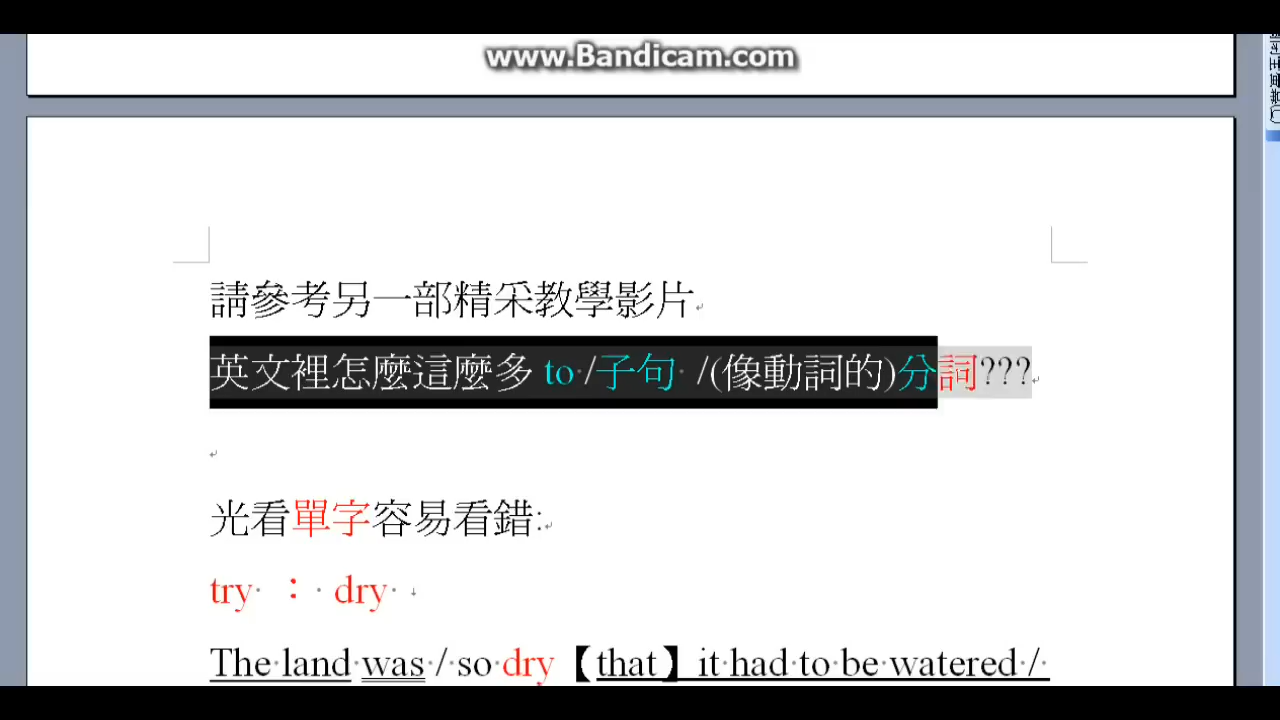 www.Bandicam.com
請參考另一部精采教學影片
英文裡怎麼這麼多 to /子句 /(像動詞的)分詞???
光看單字容易看錯:
try ： dry
The land was / so dry【that】it had to be watered /